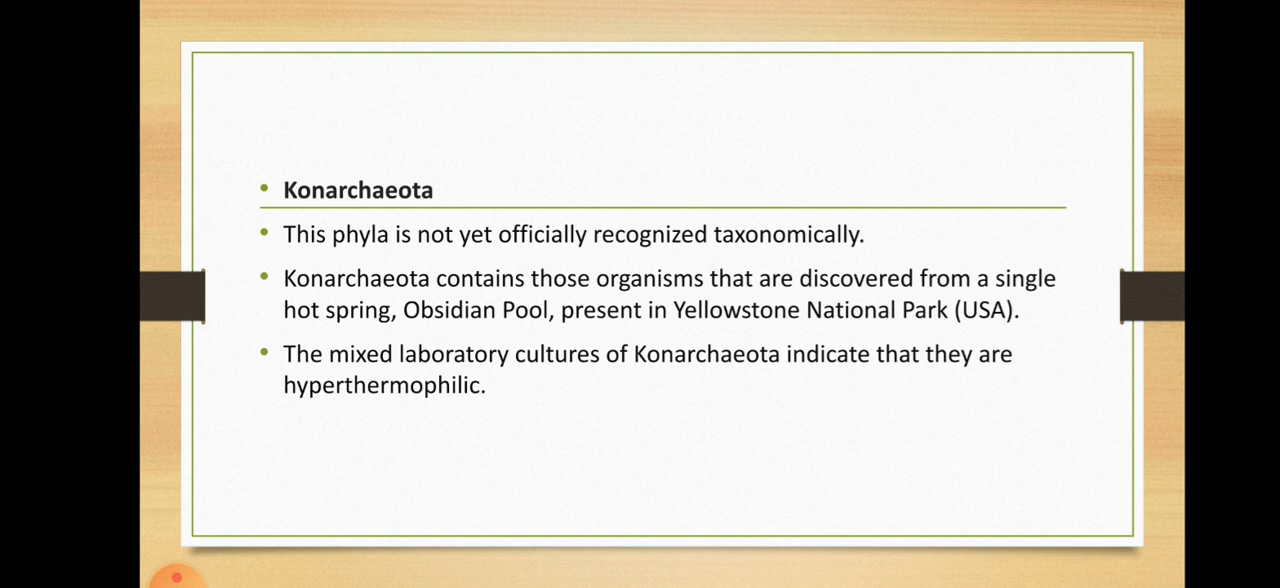 Konarchaeota
This phyla is not yet officially recognized taxonomically.
Konarchaeota contains those organisms that are discovered from a single
hot spring, Obsidian Pool, present in Yellowstone National Park (USA).
The mixed laboratory cultures of Konarchaeota indicate that they are
hyperthermophilic.